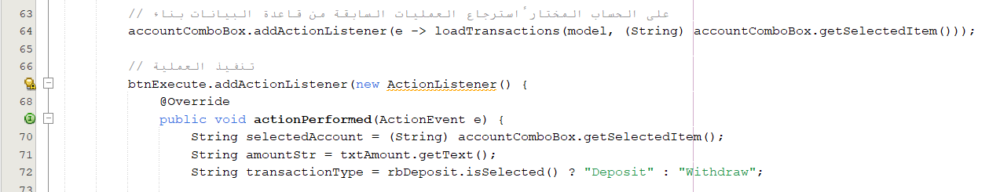 63 // استرجاع العمليات السابقة من قاعدة البيانات بناءً على الحساب المختار
64 accountComboBox.addActionListener(e -> loadTransactions(model, (String) accountComboBox.getSelectedItem()));
65
66 // تنفيذ العملية
btnExecute.addActionListener(new ActionListener() {
68 @Override
public void actionPerformed(ActionEvent e) {
70 String selectedAccount = (String) accountComboBox.getSelectedItem();
71 String amountStr = txtAmount.getText();
72 String transactionType = rbDeposit.isSelected() ? "Deposit" : "Withdraw";
73